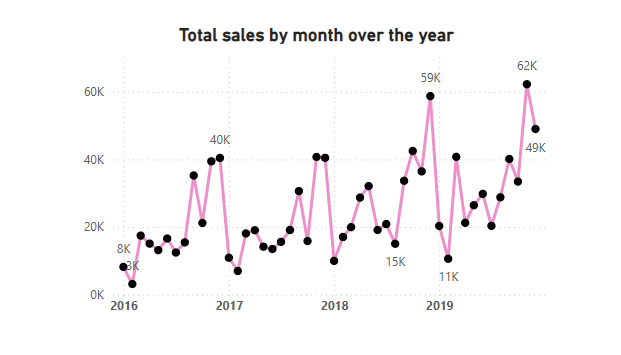 Total sales by month over the year
62K
59K
60K
40K
49K
40K
20K
8K
3K
15K
11K
0K
2016 2017 2018 2019